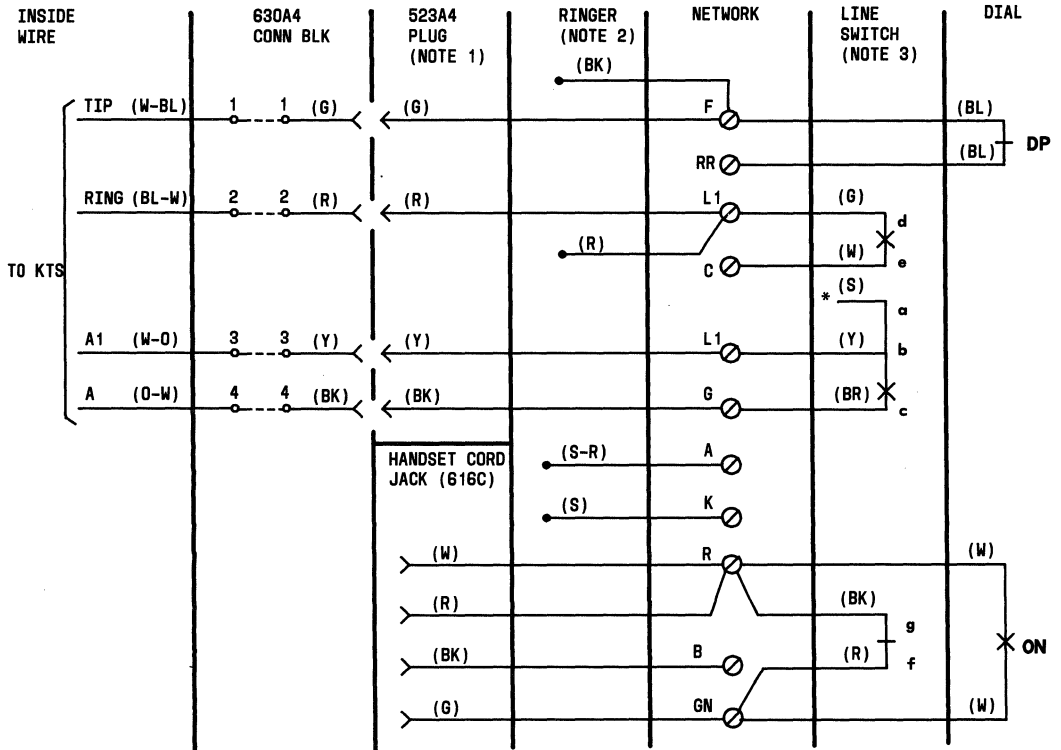 INSIDE WIRE
630A4 CONN BLK
523A4 PLUG (NOTE 1)
RINGER (NOTE 2)
NETWORK
LINE SWITCH (NOTE 3)
DIAL
(BK)
TIP (W-BL) 1 1 (G) (G) F (BL)
DP
RR (BL)
RING (BL-W) 2 2 (R) (R) L1 (G)
d
(R) C (W) e
TO KTS
* (S) a
A1 (W-O) 3 3 (Y) (Y) L1 (Y) b
A (O-W) 4 4 (BK) (BK) G (BR) c
HANDSET CORD JACK (616C)
(S-R) A
(S) K
(W) R (W)
(R) (BK)
g
ON
(BK) B (R) f
(G) GN (W)